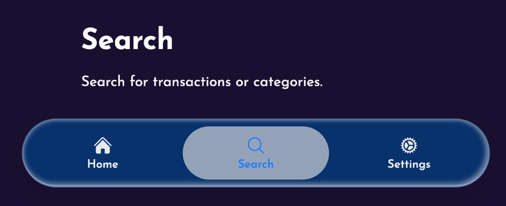 Search
Search for transactions or categories.
Home
Search
Settings